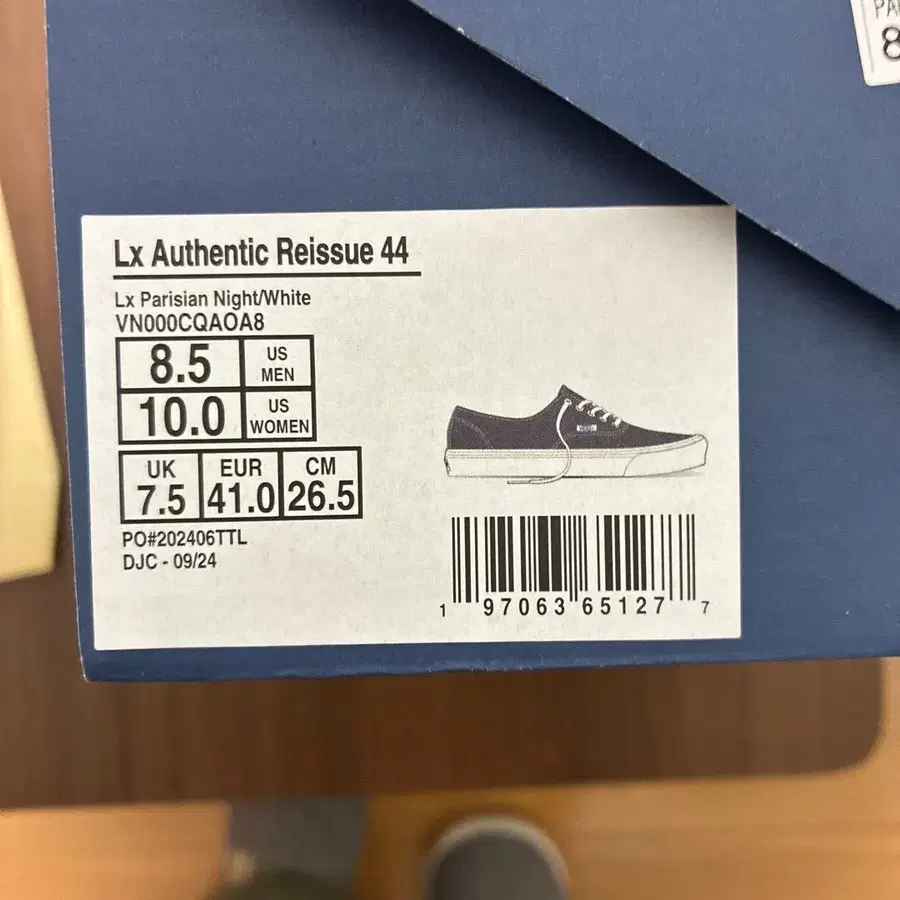 Lx Authentic Reissue 44
Lx Parisian Night/White
VN000CQAOA8
8.5 US MEN
10.0 US WOMEN
UK 7.5
EUR 41.0
CM 26.5
PO#202406TTL
DJC - 09/24
1 97063 65127 7
8